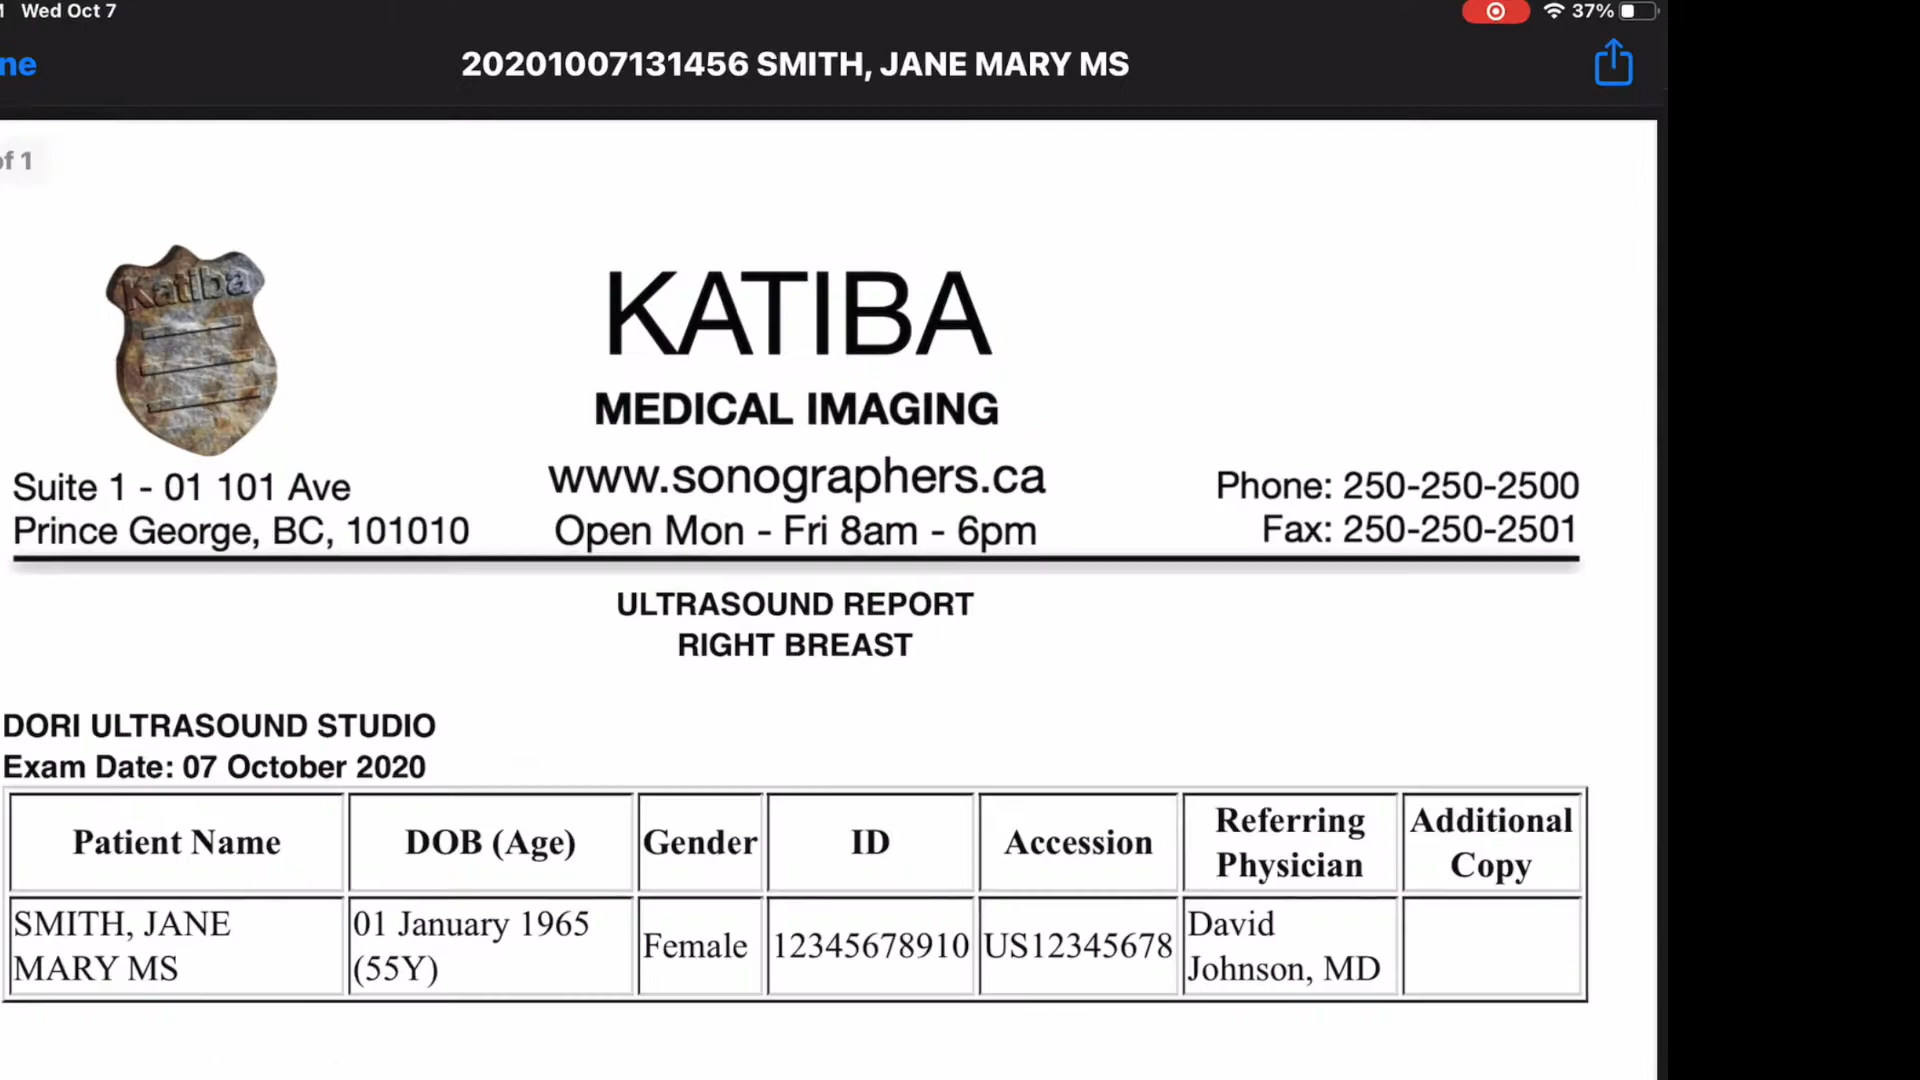 Wed Oct 7
37%
ne
20201007131456 SMITH, JANE MARY MS
of 1
Katiba
KATIBA
MEDICAL IMAGING
www.sonographers.ca
Suite 1 - 01 101 Ave
Phone: 250-250-2500
Prince George, BC, 101010
Open Mon - Fri 8am - 6pm
Fax: 250-250-2501
ULTRASOUND REPORT
RIGHT BREAST
DORI ULTRASOUND STUDIO
Exam Date: 07 October 2020
Patient Name DOB (Age) Gender ID Accession Referring Physician Additional Copy
SMITH, JANE MARY MS 01 January 1965 (55Y) Female 12345678910 US12345678 David Johnson, MD